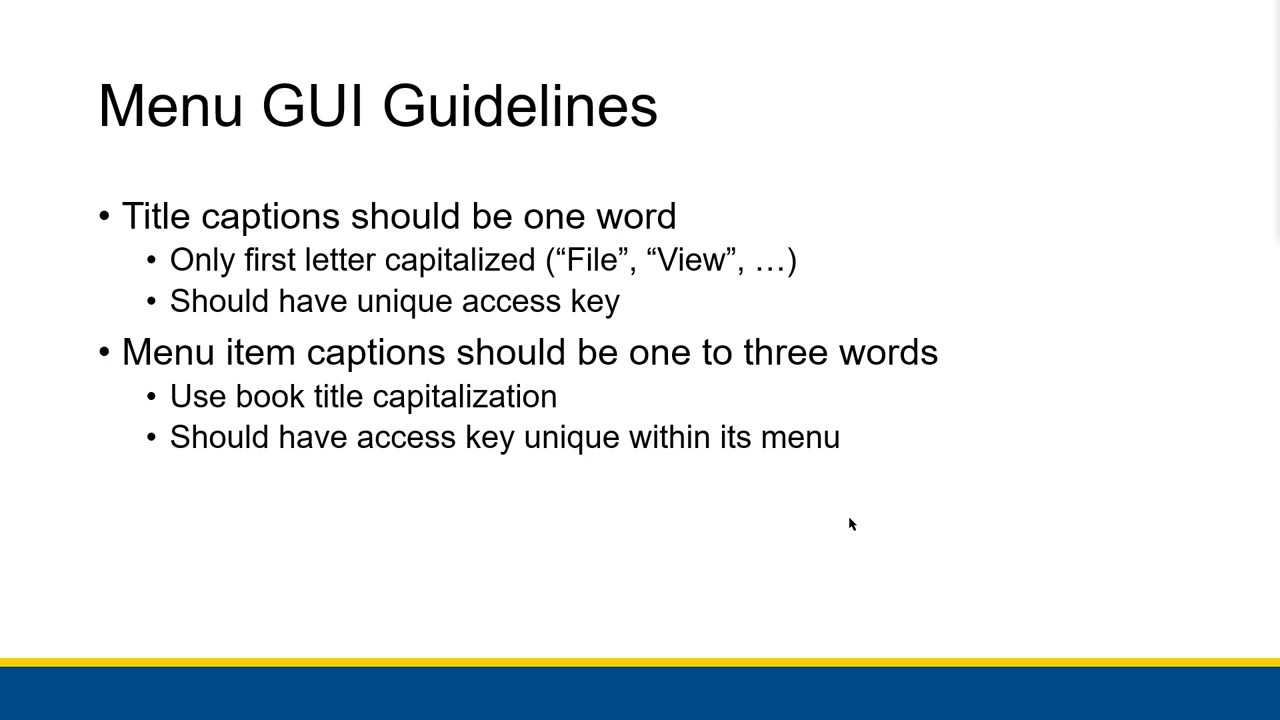 Menu GUI Guidelines
• Title captions should be one word
• Only first letter capitalized (“File”, “View”, …)
• Should have unique access key
• Menu item captions should be one to three words
• Use book title capitalization
• Should have access key unique within its menu